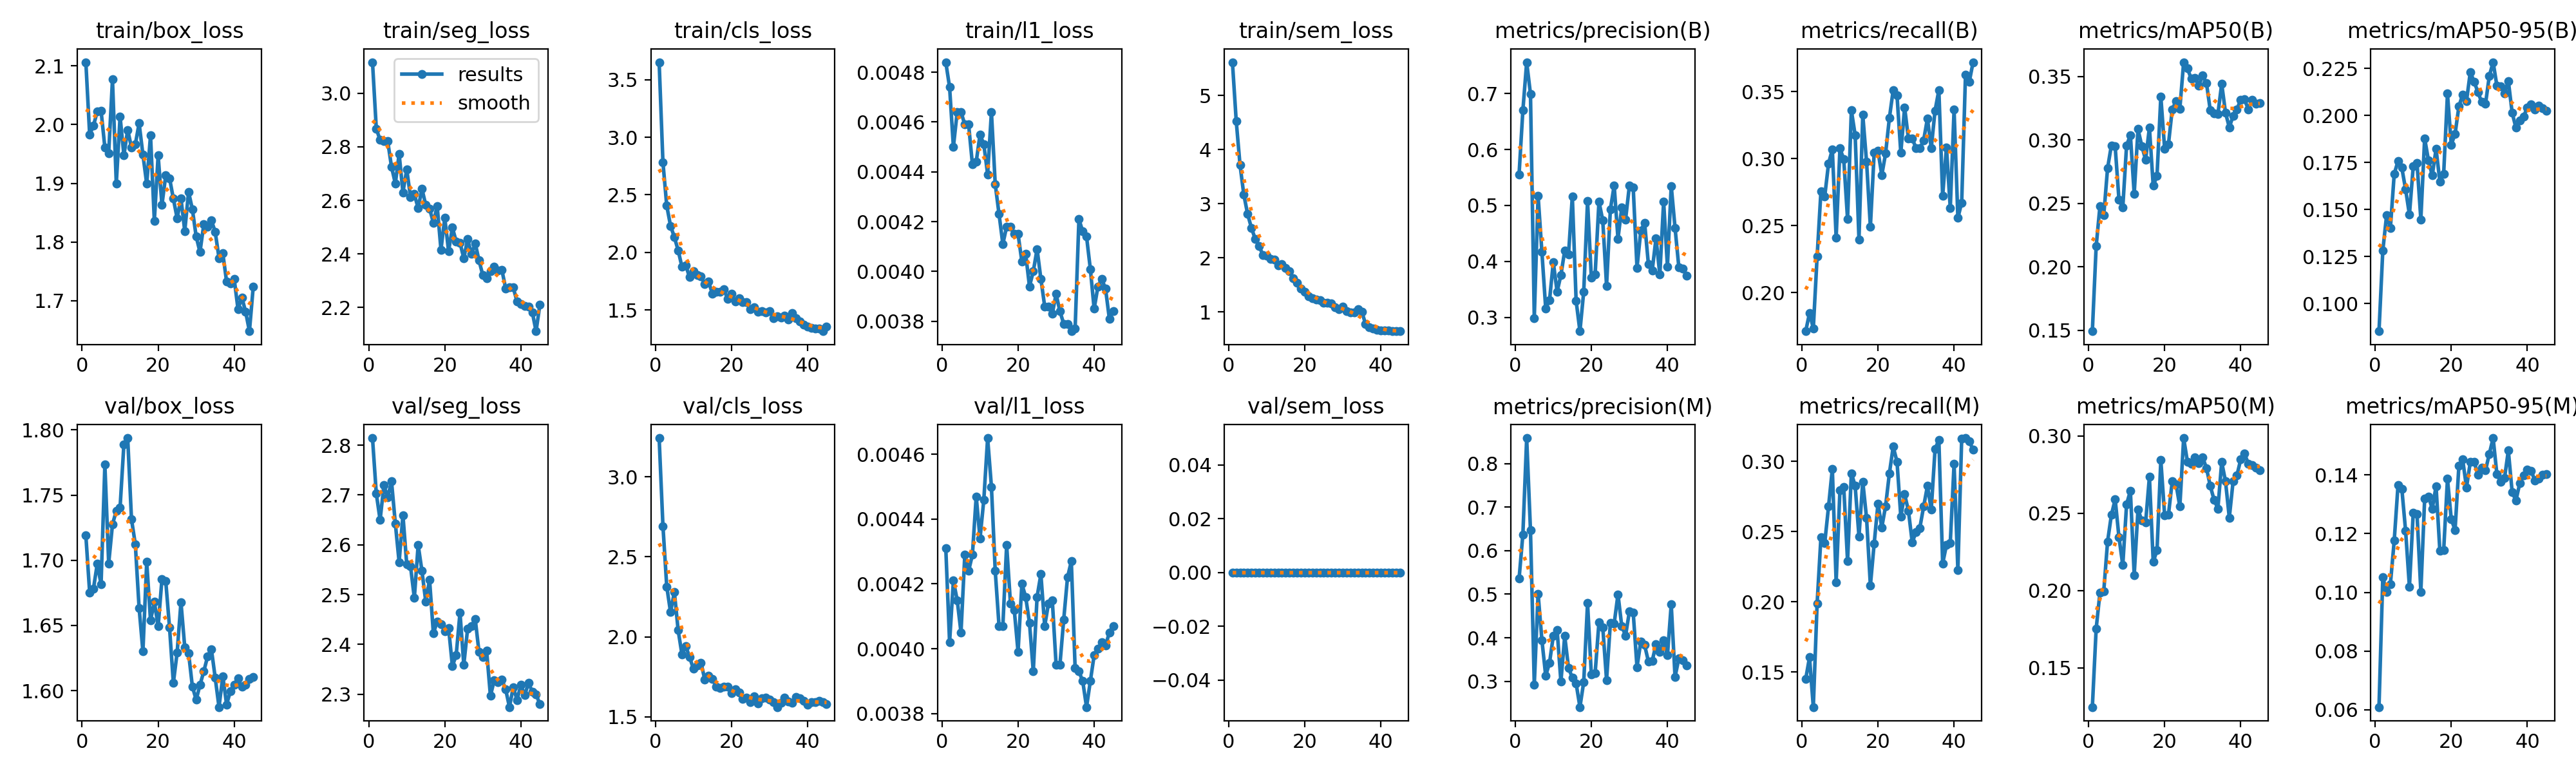 train/box_loss
train/seg_loss
train/cls_loss
train/l1_loss
train/sem_loss
metrics/precision(B)
metrics/recall(B)
metrics/mAP50(B)
metrics/mAP50-95(B)
2.1
2.0
1.9
1.8
1.7
0 20 40
results
smooth
3.0
2.8
2.6
2.4
2.2
0 20 40
3.5
3.0
2.5
2.0
1.5
0 20 40
0.0048
0.0046
0.0044
0.0042
0.0040
0.0038
0 20 40
5
4
3
2
1
0 20 40
0.7
0.6
0.5
0.4
0.3
0 20 40
0.35
0.30
0.25
0.20
0 20 40
0.35
0.30
0.25
0.20
0.15
0 20 40
0.225
0.200
0.175
0.150
0.125
0.100
0 20 40
val/box_loss
val/seg_loss
val/cls_loss
val/l1_loss
val/sem_loss
metrics/precision(M)
metrics/recall(M)
metrics/mAP50(M)
metrics/mAP50-95(M)
1.80
1.75
1.70
1.65
1.60
0 20 40
2.8
2.7
2.6
2.5
2.4
2.3
0 20 40
3.0
2.5
2.0
1.5
0 20 40
0.0046
0.0044
0.0042
0.0040
0.0038
0 20 40
0.04
0.02
0.00
−0.02
−0.04
0 20 40
0.8
0.7
0.6
0.5
0.4
0.3
0 20 40
0.30
0.25
0.20
0.15
0 20 40
0.30
0.25
0.20
0.15
0 20 40
0.14
0.12
0.10
0.08
0.06
0 20 40